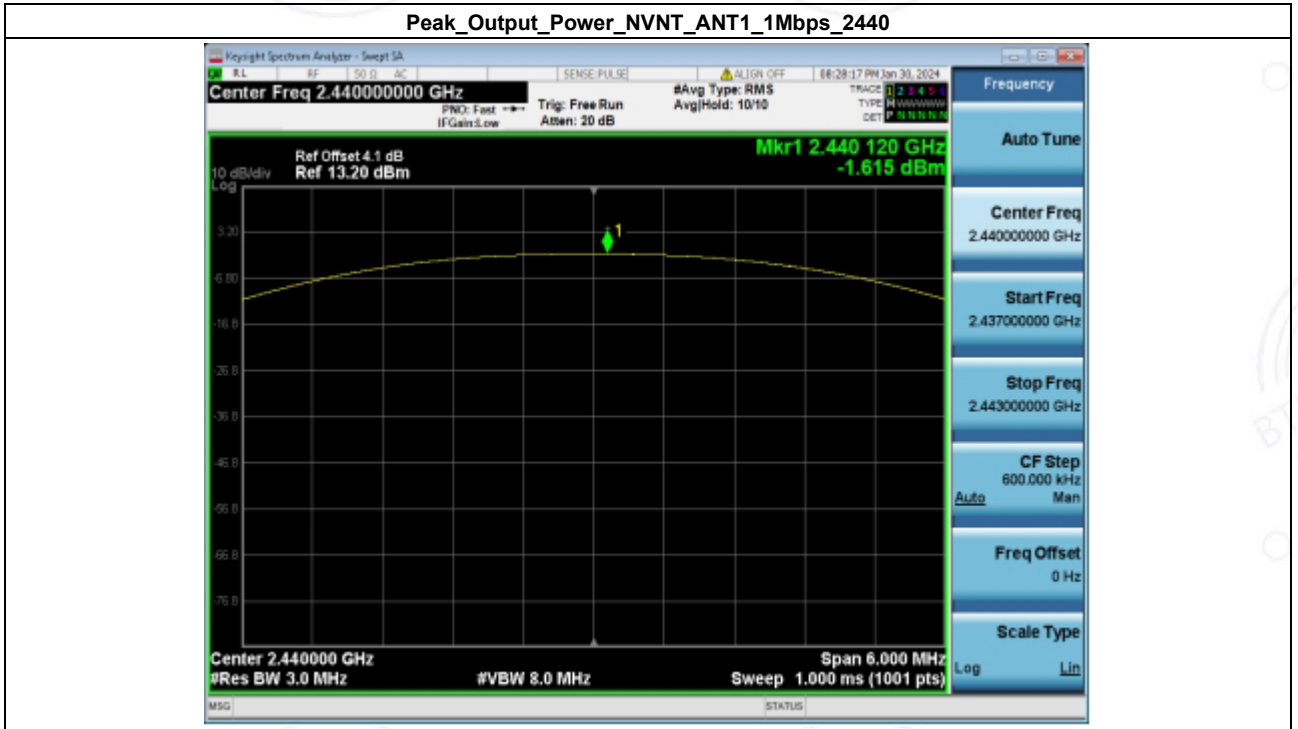 Peak_Output_Power_NVNT_ANT1_1Mbps_2440
Keysight Spectrum Analyzer - Swept SA
RL RF 50 Ω AC SENSE:PULSE ALIGN OFF 08:28:17 PM Jan 30, 2024
Center Freq 2.440000000 GHz
PNO: Fast
IFGain:Low
Trig: Free Run
Atten: 20 dB
#Avg Type: RMS
Avg|Hold: 10/10
TRACE 1 2 3 4 5 6
TYPE M WWWWW
DET P N N N N N
Mkr1 2.440 120 GHz
-1.615 dBm
Ref Offset 4.1 dB
10 dB/div Ref 13.20 dBm
Log
1
3.20
-6.80
-16.8
-26.8
-36.8
-46.8
-56.8
-66.8
-76.8
Center 2.440000 GHz Span 6.000 MHz
#Res BW 3.0 MHz #VBW 8.0 MHz Sweep 1.000 ms (1001 pts)
MSG STATUS
Frequency
Auto Tune
Center Freq
2.440000000 GHz
Start Freq
2.437000000 GHz
Stop Freq
2.443000000 GHz
CF Step
600.000 kHz
Auto Man
Freq Offset
0 Hz
Scale Type
Log Lin